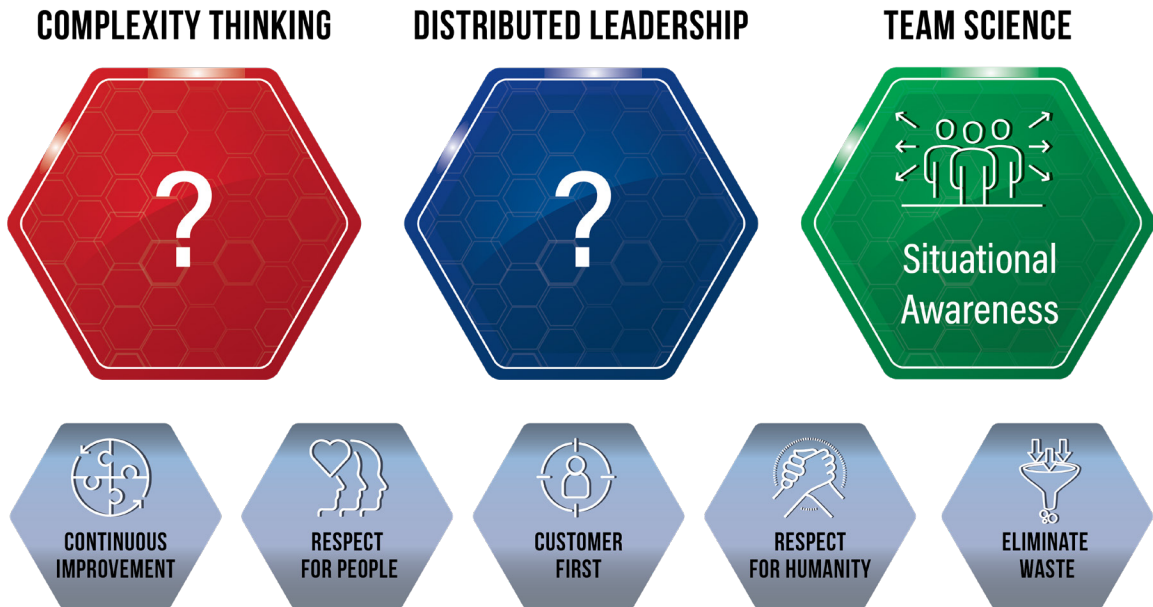 COMPLEXITY THINKING
DISTRIBUTED LEADERSHIP
TEAM SCIENCE
?
?
Situational
Awareness
CONTINUOUS
IMPROVEMENT
RESPECT
FOR PEOPLE
CUSTOMER
FIRST
RESPECT
FOR HUMANITY
ELIMINATE
WASTE